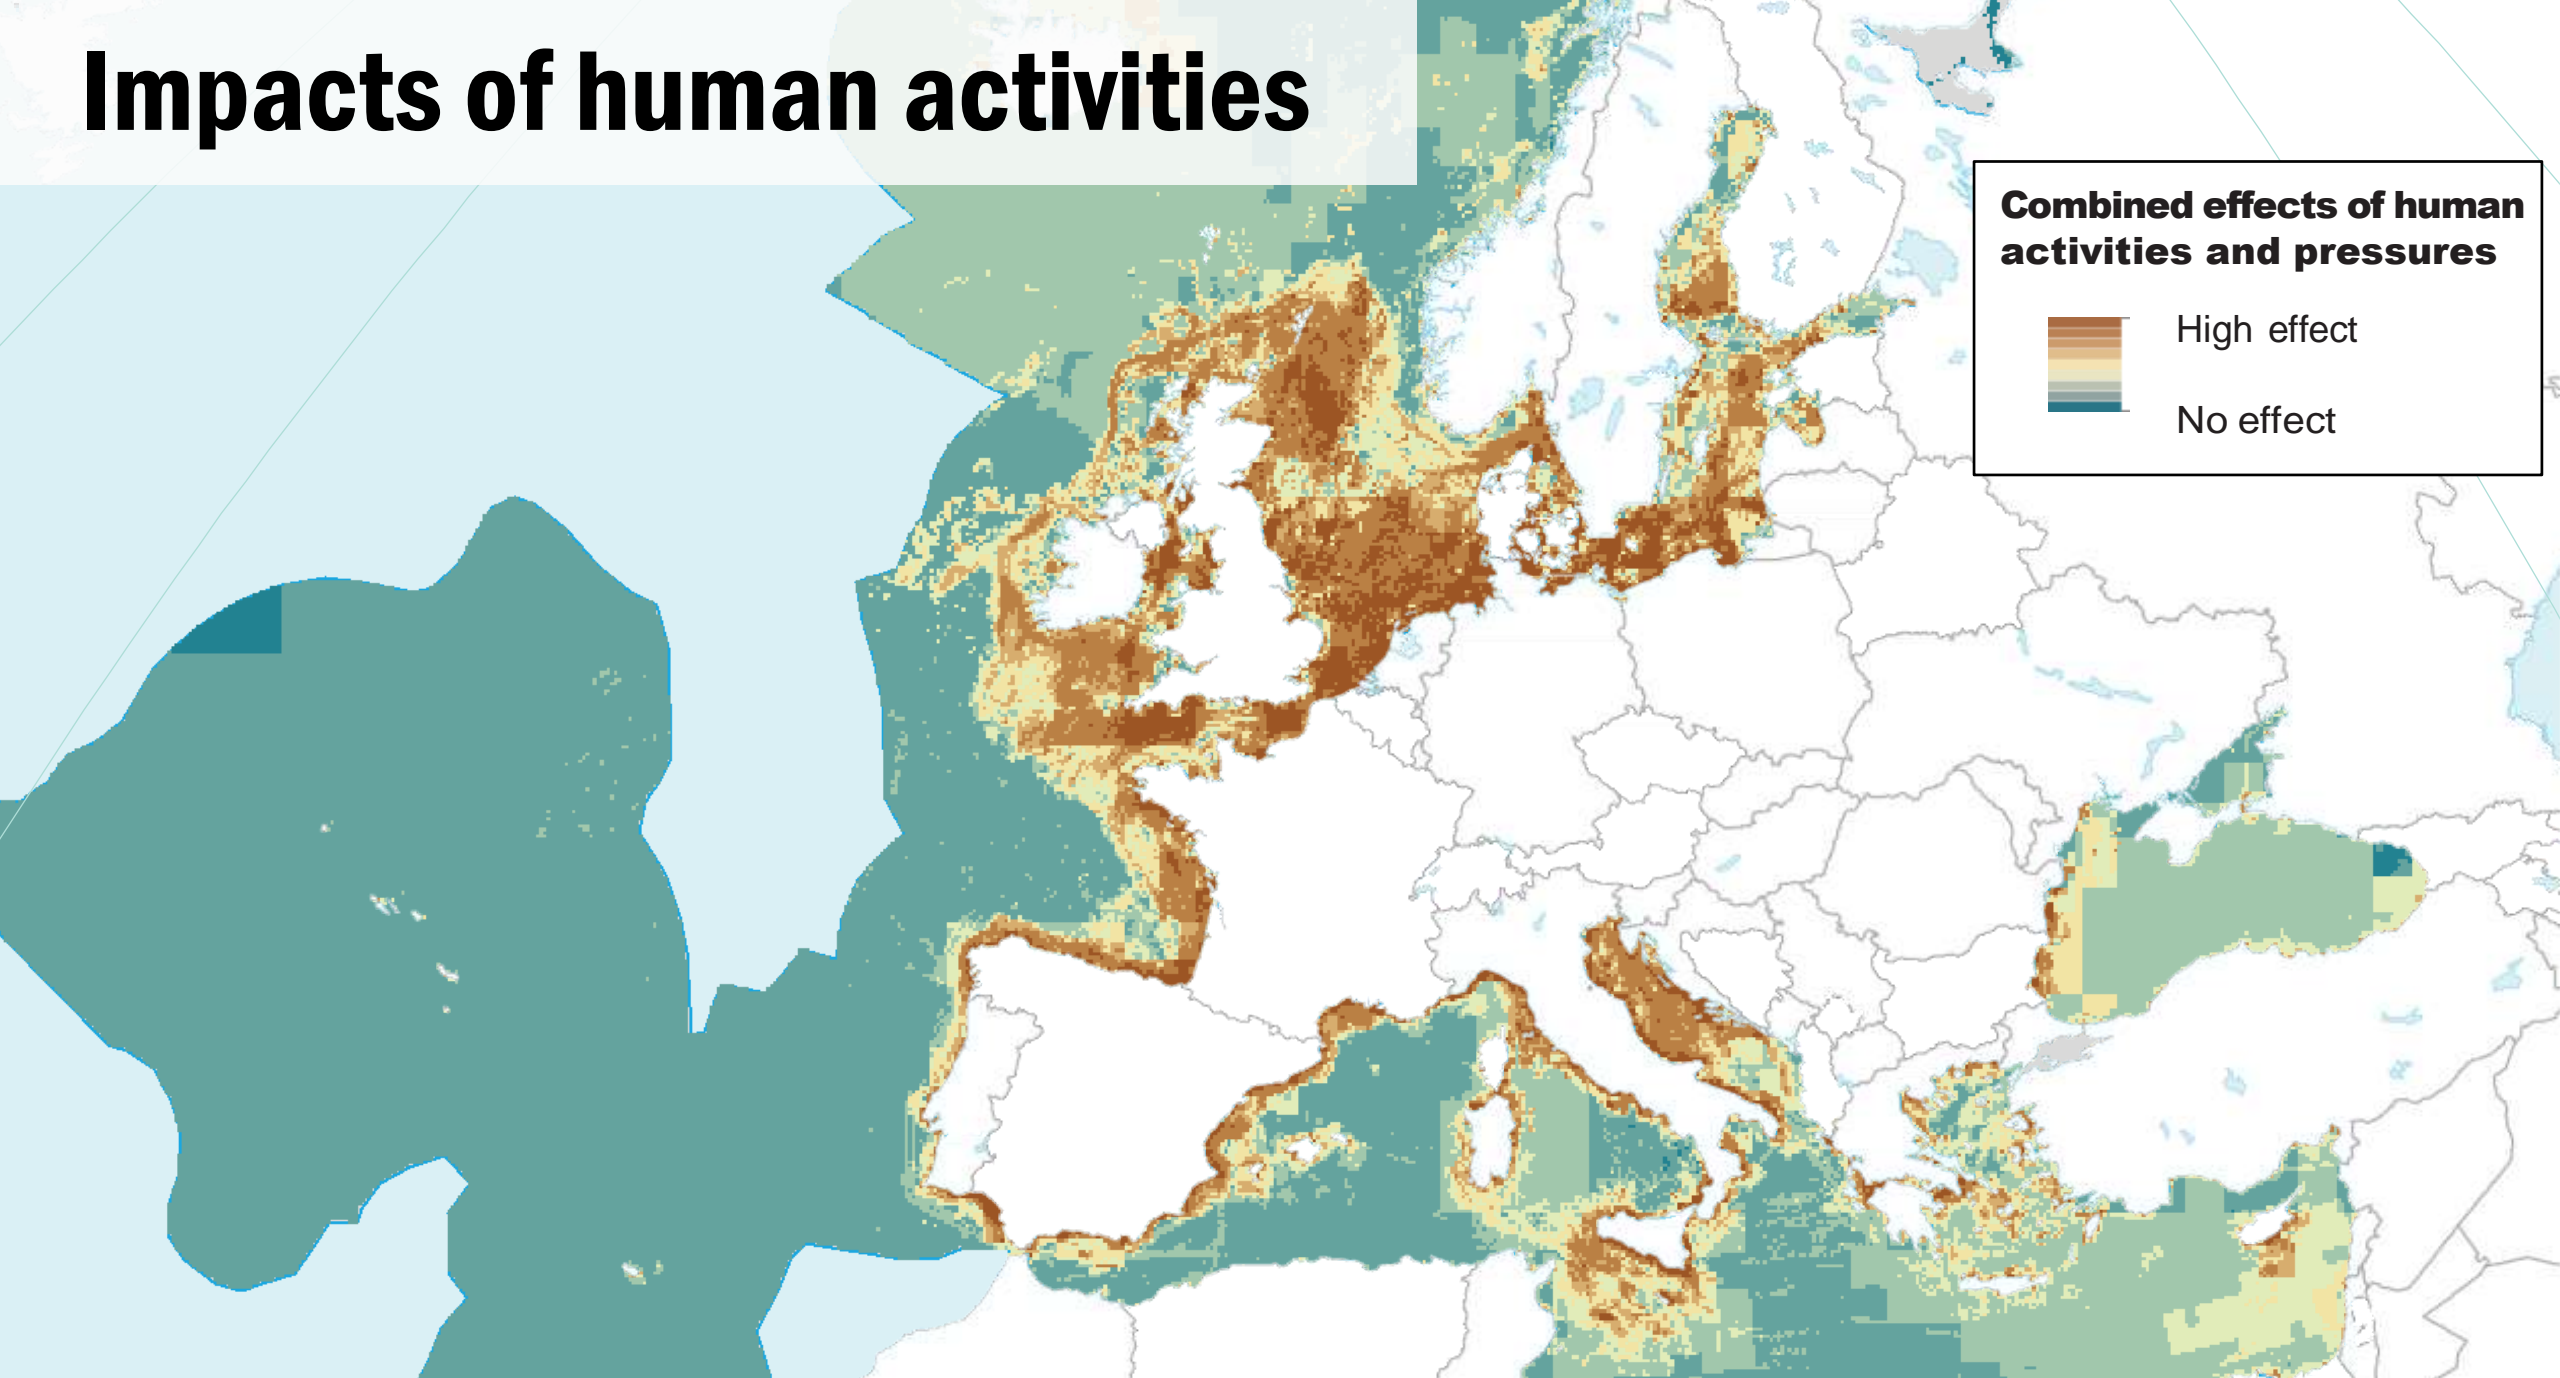 Impacts of human activities
Combined effects of human
activities and pressures
High effect
No effect